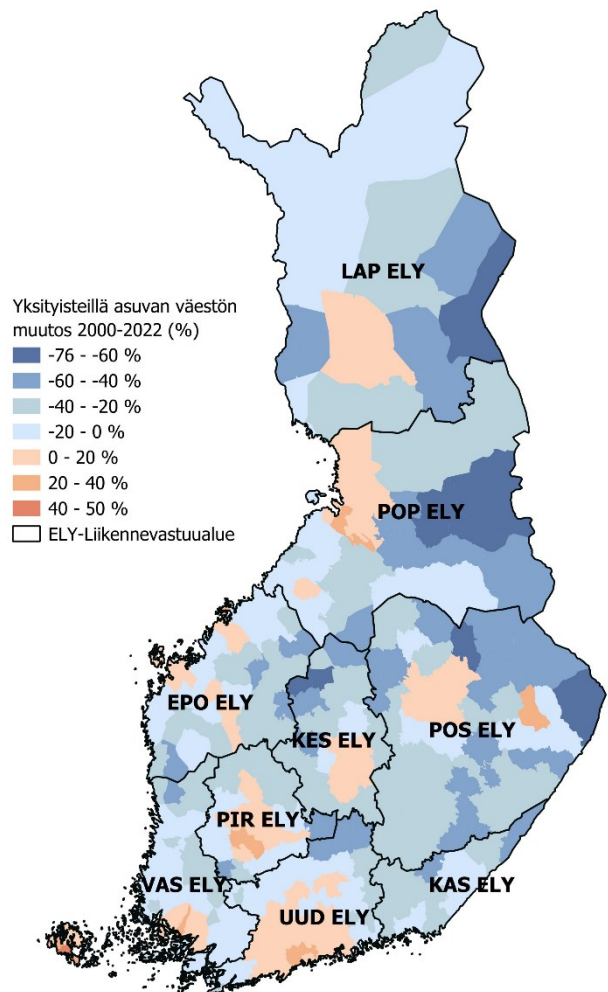 LAP ELY
Yksityisteillä asuvan väestön
muutos 2000-2022 (%)
-76 - -60 %
-60 - -40 %
-40 - -20 %
-20 - 0 %
0 - 20 %
20 - 40 %
40 - 50 %
ELY-Liikennevastuualue
POP ELY
EPO ELY
KES ELY
POS ELY
PIR ELY
VAS ELY
UUD ELY
KAS ELY